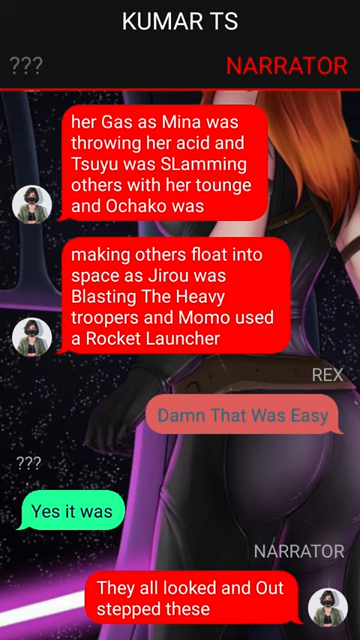 KUMAR TS
???
NARRATOR
her Gas as Mina was
throwing her acid and
Tsuyu was SLamming
others with her tounge
and Ochako was
making others float into
space as Jirou was
Blasting The Heavy
troopers and Momo used
a Rocket Launcher
REX
Damn That Was Easy
???
Yes it was
NARRATOR
They all looked and Out
stepped these